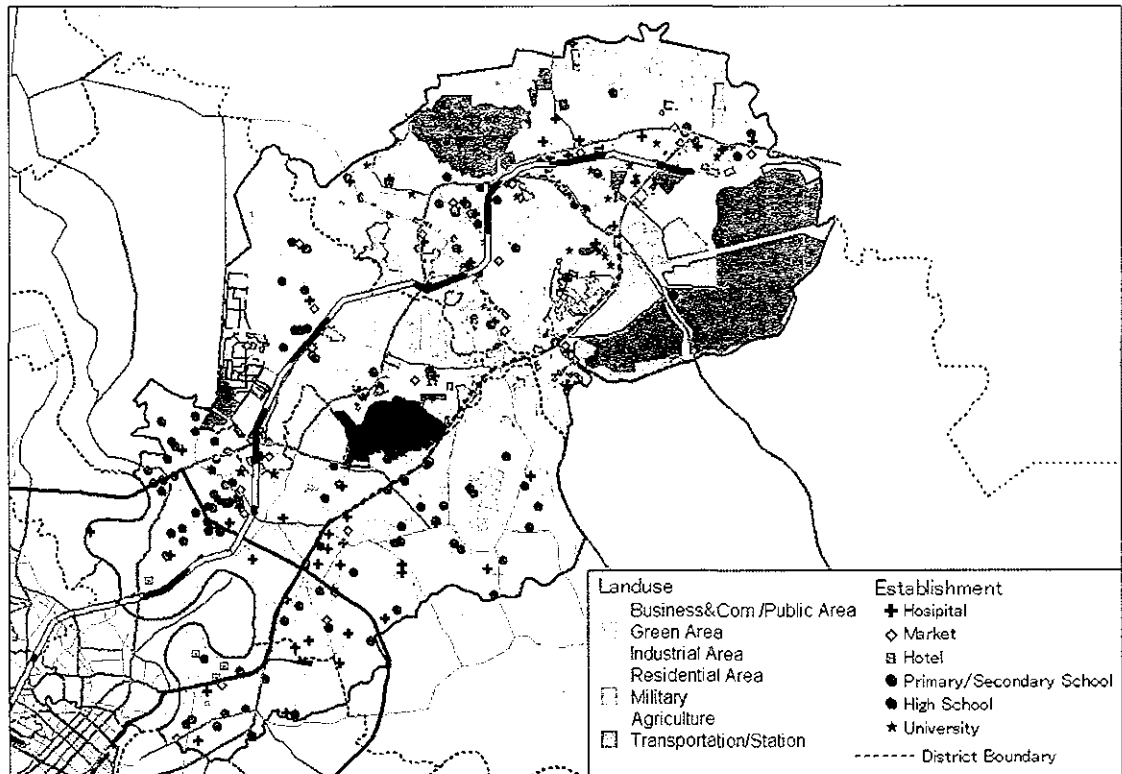 Landuse
Business&Com/Public Area
Green Area
Industrial Area
Residential Area
Military
Agriculture
Transportation/Station
Establishment
Hosipital
Market
Hotel
Primary/Secondary School
High School
University
District Boundary